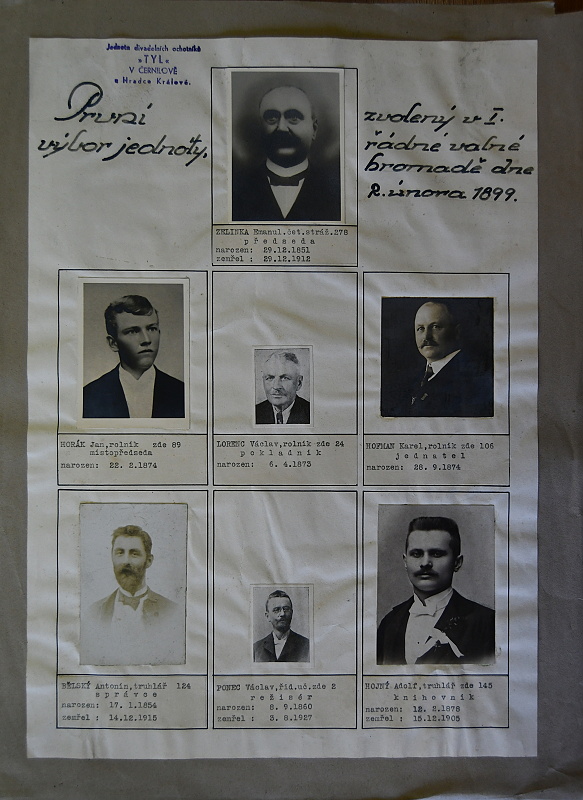 Jednota divadelních ochotníků
»TYL«
V ČERNILOVĚ
u Hradce Králové.
První
výbor jednoty,
zvolený v I.
řádné valné
hromadě dne
2. února 1899.
ZELINKA Emanul.čet.stráž.278
předseda
narozen: 29.12.1851
zemřel : 29.12.1912
HORÁK Jan,rolník zde 89
místopředseda
narozen: 22. 2.1874
LORENC Václav,rolník zde 24
pokladník
narozen: 6. 4.1873
HOFMAN Karel,rolník zde 106
jednatel
narozen: 28. 9.1874
BĚLSKÝ Antonín,truhlář 124
správce
narozen: 17. 1.1854
zemřel : 14.12.1915
PONEC Václav,říd.uč.zde 2
režisér
narozen: 8. 9.1860
zemřel : 3. 8.1927
HOJNÝ Adolf,truhlář zde 145
knihovník
narozen: 12. 2.1878
zemřel : 15.12.1905